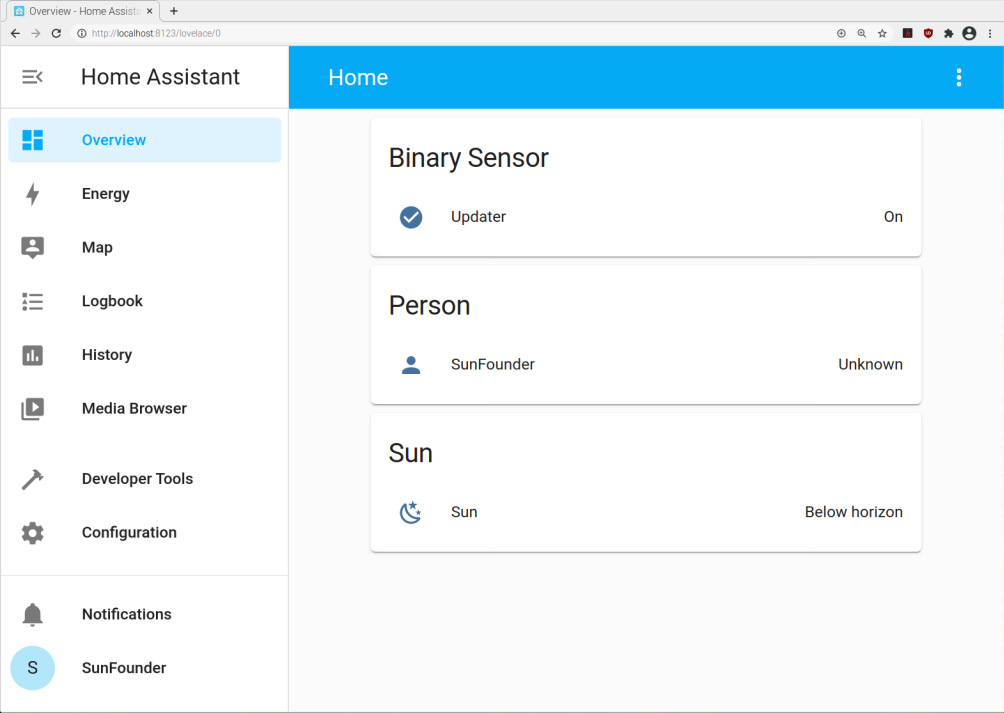 Overview - Home Assista
http://localhost:8123/lovelace/0
Home Assistant
Home
Overview
Energy
Map
Logbook
History
Media Browser
Developer Tools
Configuration
Notifications
S
SunFounder
Binary Sensor
Updater
On
Person
SunFounder
Unknown
Sun
Sun
Below horizon